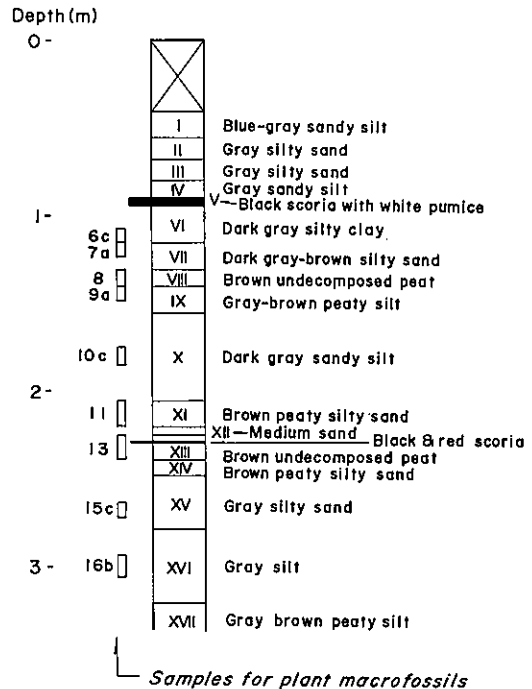 Depth (m)
0-
I Blue-gray sandy silt
II Gray silty sand
III Gray silty sand
IV Gray sandy silt
V Black scoria with white pumice
1-
6c VI Dark gray silty clay
7a VII Dark gray-brown silty sand
8 VIII Brown undecomposed peat
9a IX Gray-brown peaty silt
10c X Dark gray sandy silt
2-
11 XI Brown peaty silty sand
XII Medium sand
Black & red scoria
13 XIII Brown undecomposed peat
XIV Brown peaty silty sand
15c XV Gray silty sand
3- 16b XVI Gray silt
XVII Gray brown peaty silt
Samples for plant macrofossils